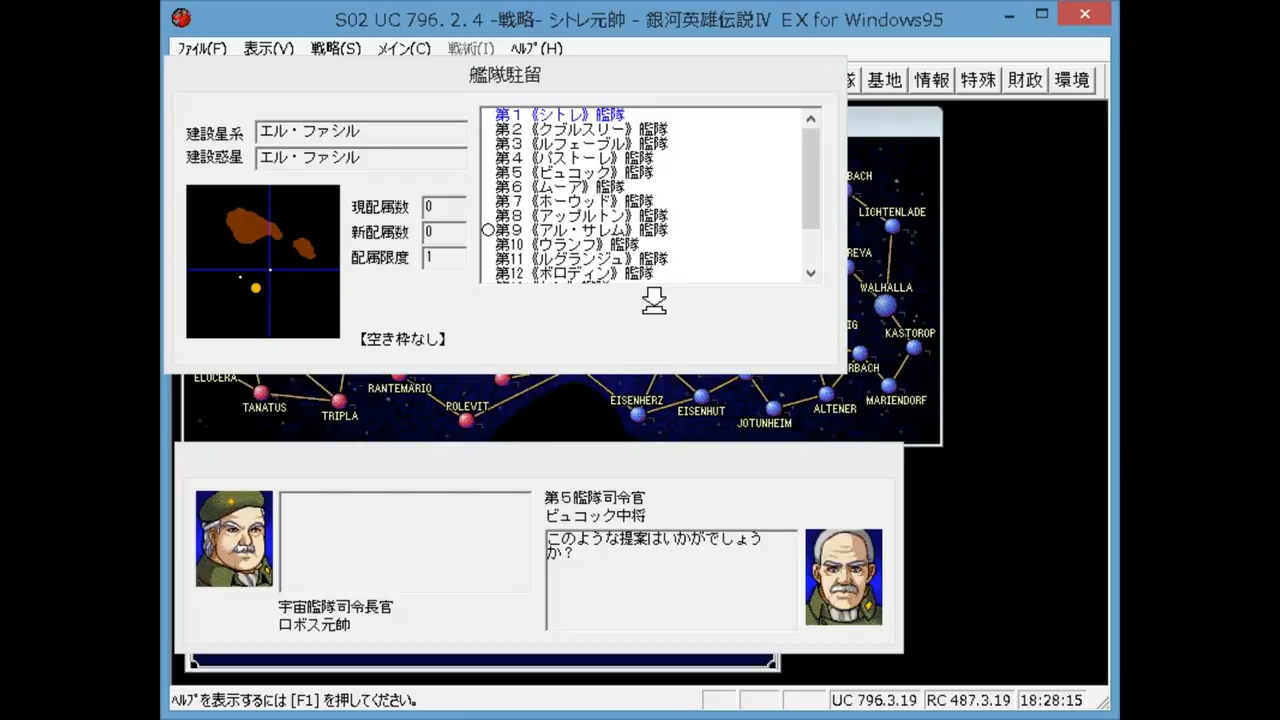 S02 UC 796. 2. 4 -戦略- シトレ元帥 - 銀河英雄伝説Ⅳ EX for Windows95
ﾌｧｲﾙ(F) 表示(V) 戦略(S) メイン(C) 戦術(I) ﾍﾙﾌﾟ(H)
艦隊駐留
隊 基地 情報 特殊 財政 環境
建設星系 エル・ファシル
建設惑星 エル・ファシル
現配属数 0
新配属数 0
配属限度 1
【空き枠なし】
第１《シトレ》艦隊
第２《クブルスリー》艦隊
第３《ルフェーブル》艦隊
第４《パストーレ》艦隊
第５《ビュコック》艦隊
第６《ムーア》艦隊
第７《ホーウッド》艦隊
第８《アップルトン》艦隊
○第９《アル・サレム》艦隊
第10《ウランフ》艦隊
第11《ルグランジュ》艦隊
第12《ボロディン》艦隊
BACH
LICHTENLADE
REYA
WALHALLA
IG
KASTOROP
RBACH
MARIENDORF
ELUCERA
TANATUS
TRIPLA
RANTEMARIO
ROLEVIT
EISENHERZ
EISENHUT
JOTUNHEIM
ALTENER
第５艦隊司令官
ビュコック中将
このような提案はいかがでしょう
か？
宇宙艦隊司令長官
ロボス元帥
ﾍﾙﾌﾟを表示するには [F1] を押してください。
UC 796.3.19 RC 487.3.19 18:28:15